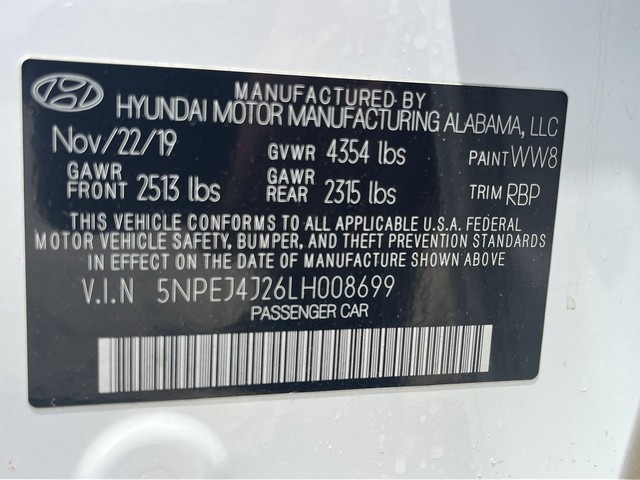 MANUFACTURED BY
HYUNDAI MOTOR MANUFACTURING ALABAMA, LLC
Nov/22/19 GVWR 4354 lbs PAINT WW8
GAWR FRONT 2513 lbs GAWR REAR 2315 lbs TRIM RBP
THIS VEHICLE CONFORMS TO ALL APPLICABLE U.S.A. FEDERAL
MOTOR VEHICLE SAFETY, BUMPER, AND THEFT PREVENTION STANDARDS
IN EFFECT ON THE DATE OF MANUFACTURE SHOWN ABOVE
V.I.N 5NPEJ4J26LH008699
PASSENGER CAR